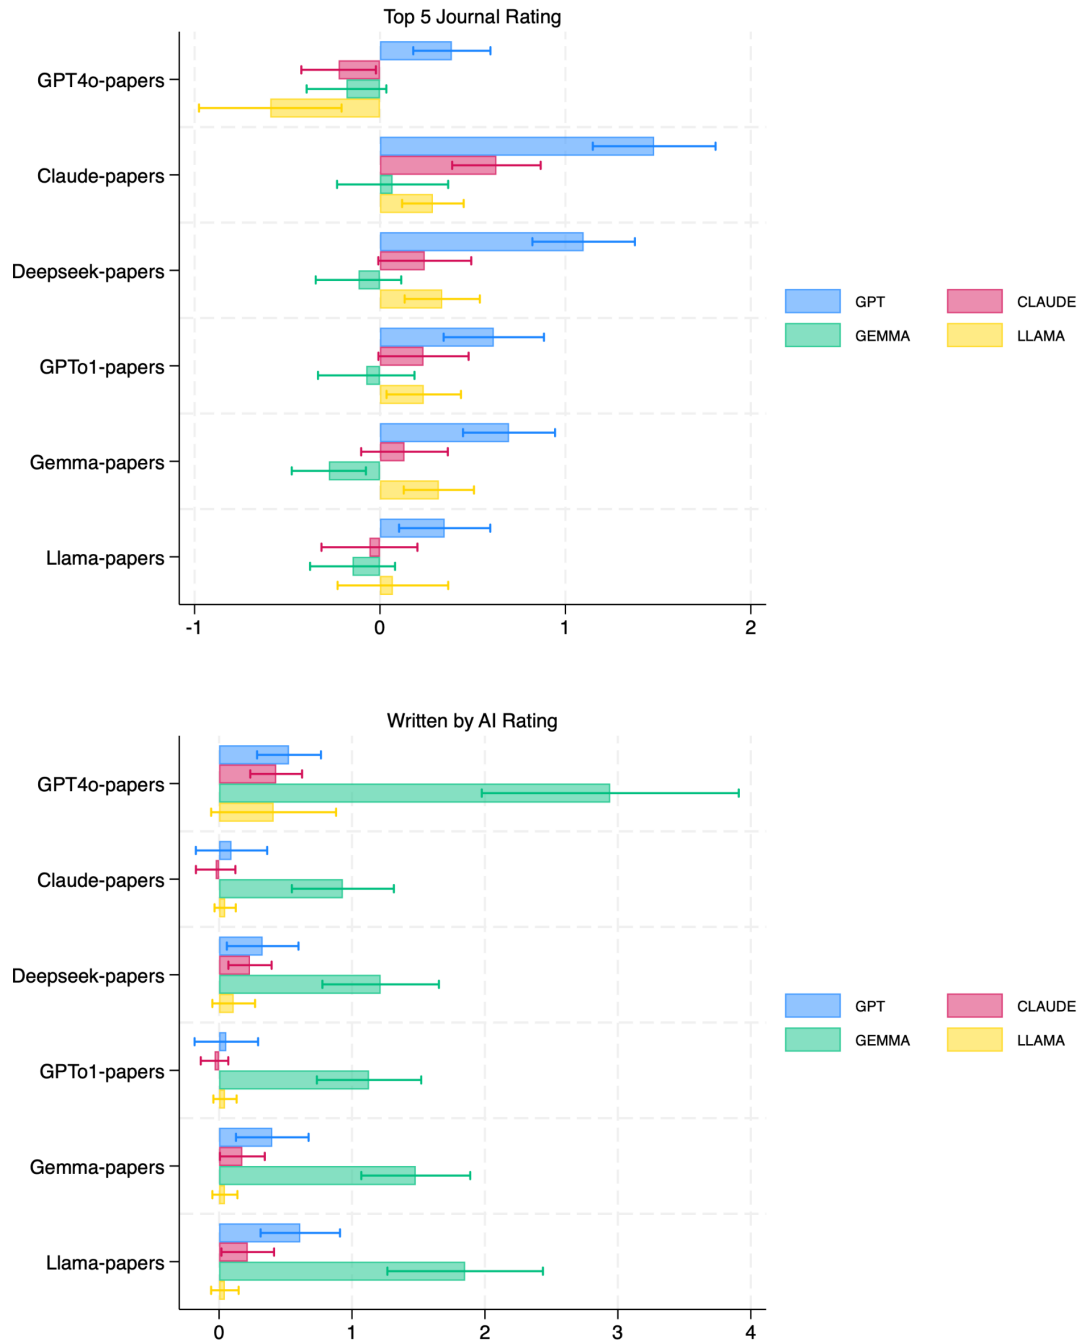 Top 5 Journal Rating
GPT4o-papers
Claude-papers
Deepseek-papers
GPTo1-papers
Gemma-papers
Llama-papers
-1 0 1 2
GPT CLAUDE
GEMMA LLAMA
Written by AI Rating
GPT4o-papers
Claude-papers
Deepseek-papers
GPTo1-papers
Gemma-papers
Llama-papers
0 1 2 3 4
GPT CLAUDE
GEMMA LLAMA